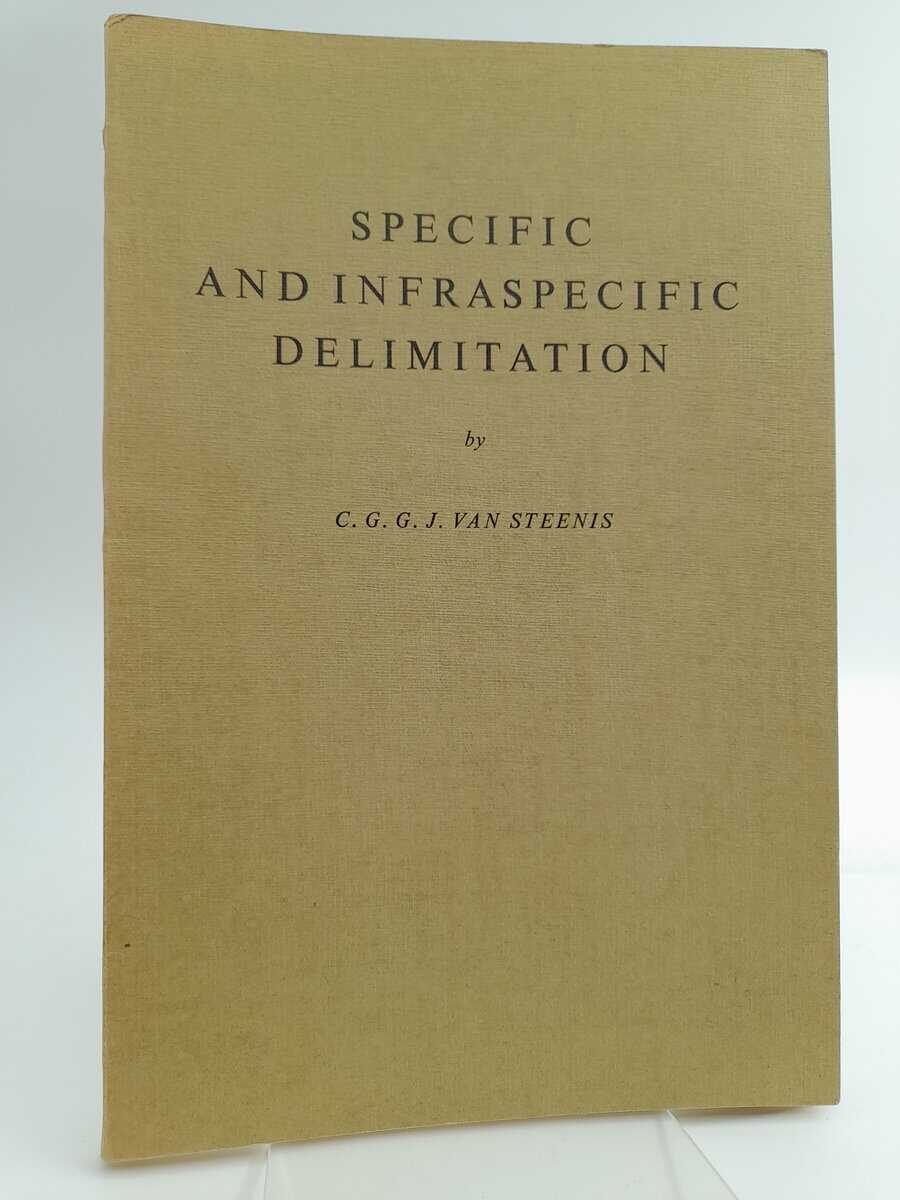 SPECIFIC
AND INFRASPECIFIC
DELIMITATION
by
C. G. G. J. VAN STEENIS